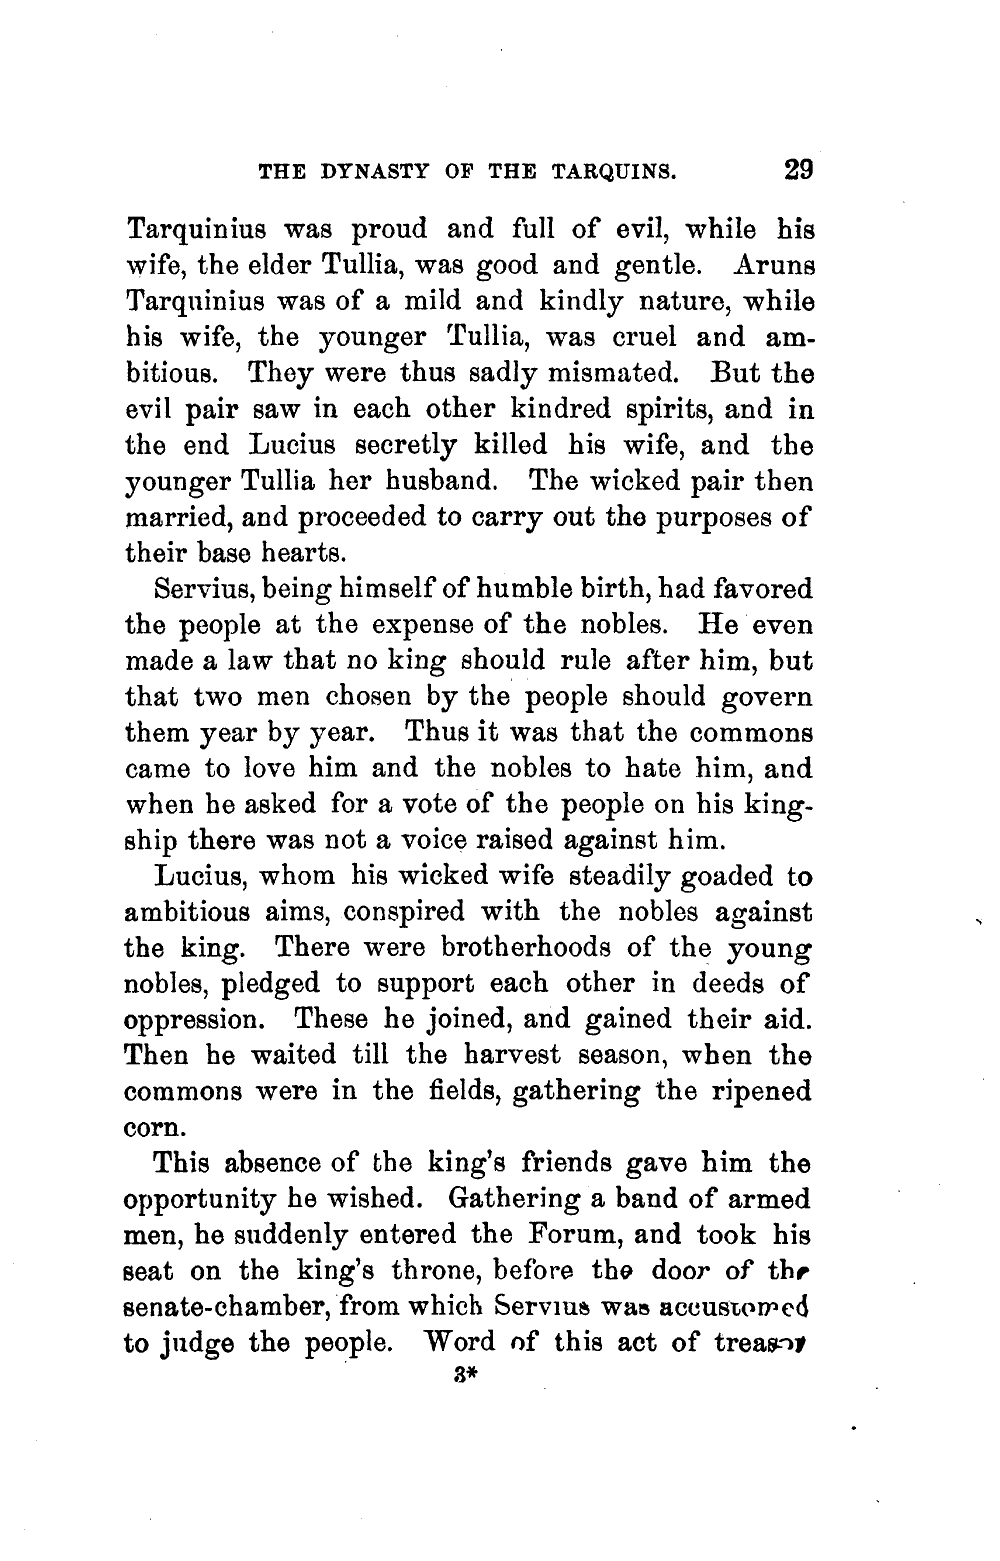 THE DYNASTY OF THE TARQUINS. 29
Tarquinius was proud and full of evil, while his
wife, the elder Tullia, was good and gentle. Aruns
Tarquinius was of a mild and kindly nature, while
his wife, the younger Tullia, was cruel and am-
bitious. They were thus sadly mismated. But the
evil pair saw in each other kindred spirits, and in
the end Lucius secretly killed his wife, and the
younger Tullia her husband. The wicked pair then
married, and proceeded to carry out the purposes of
their base hearts.
Servius, being himself of humble birth, had favored
the people at the expense of the nobles. He even
made a law that no king should rule after him, but
that two men chosen by the people should govern
them year by year. Thus it was that the commons
came to love him and the nobles to hate him, and
when he asked for a vote of the people on his king-
ship there was not a voice raised against him.
Lucius, whom his wicked wife steadily goaded to
ambitious aims, conspired with the nobles against
the king. There were brotherhoods of the young
nobles, pledged to support each other in deeds of
oppression. These he joined, and gained their aid.
Then he waited till the harvest season, when the
commons were in the fields, gathering the ripened
corn.
This absence of the king's friends gave him the
opportunity he wished. Gathering a band of armed
men, he suddenly entered the Forum, and took his
seat on the king's throne, before the door of the
senate-chamber, from which Servius was accustomed
to judge the people. Word of this act of treason
3*